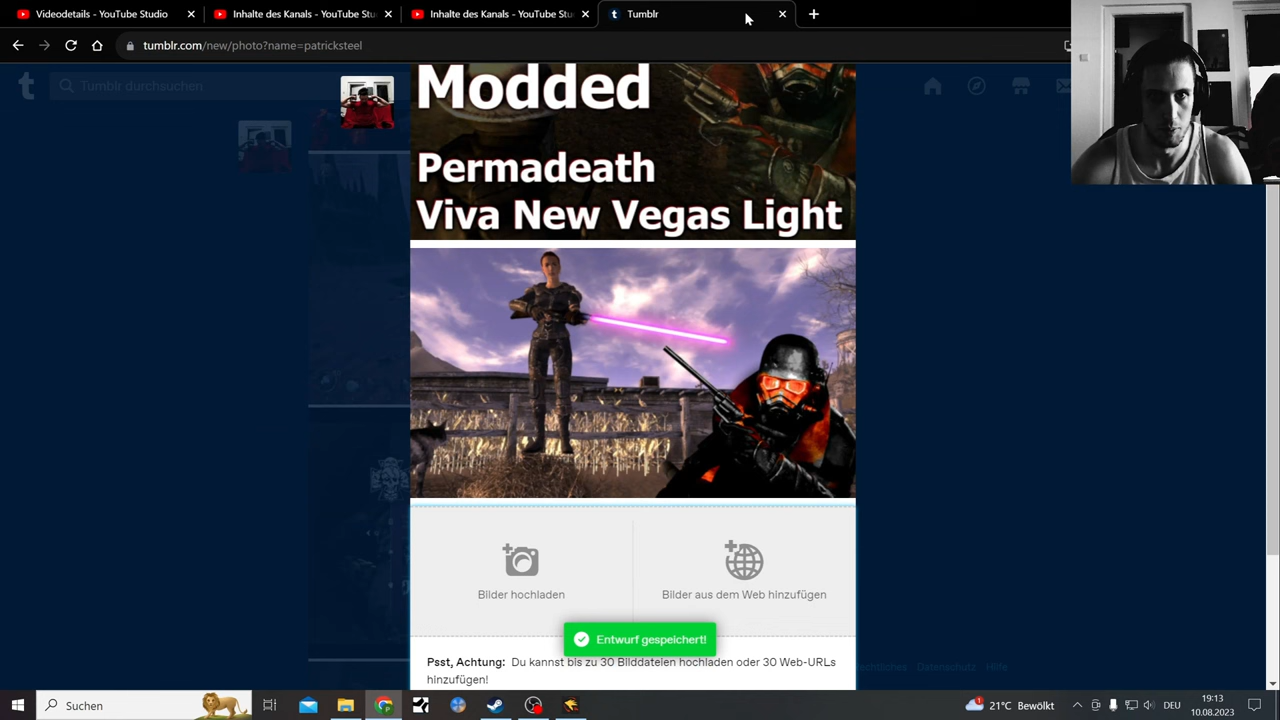 Videodetails - YouTube Studio
Inhalte des Kanals - YouTube Stu
Inhalte des Kanals - YouTube Stu
Tumblr
tumblr.com/new/photo?name=patricksteel
Tumblr durchsuchen
Modded
Permadeath
Viva New Vegas Light
Bilder hochladen
Bilder aus dem Web hinzufügen
Entwurf gespeichert!
Psst, Achtung: Du kannst bis zu 30 Bilddateien hochladen oder 30 Web-URLs
hinzufügen!
Datenschutz
Hilfe
Suchen
21°C Bewölkt
DEU
19:13
10.08.2023